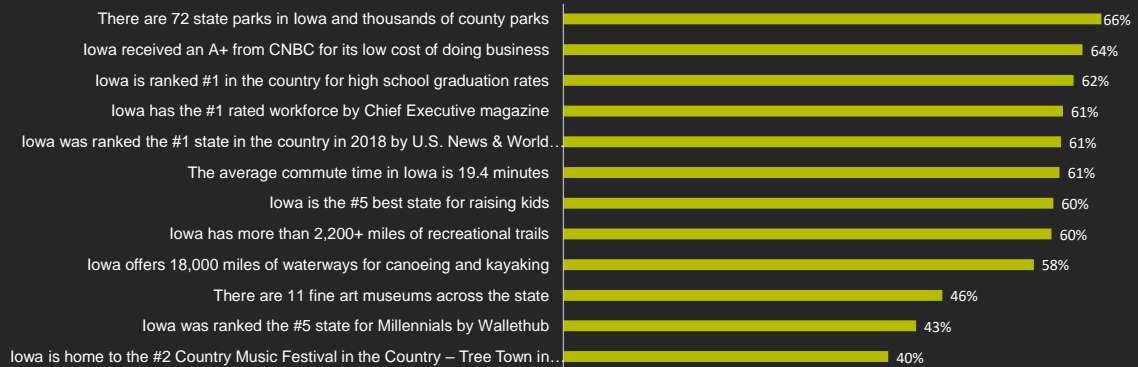 There are 72 state parks in Iowa and thousands of county parks 66%
Iowa received an A+ from CNBC for its low cost of doing business 64%
Iowa is ranked #1 in the country for high school graduation rates 62%
Iowa has the #1 rated workforce by Chief Executive magazine 61%
Iowa was ranked the #1 state in the country in 2018 by U.S. News & World… 61%
The average commute time in Iowa is 19.4 minutes 61%
Iowa is the #5 best state for raising kids 60%
Iowa has more than 2,200+ miles of recreational trails 60%
Iowa offers 18,000 miles of waterways for canoeing and kayaking 58%
There are 11 fine art museums across the state 46%
Iowa was ranked the #5 state for Millennials by Wallethub 43%
Iowa is home to the #2 Country Music Festival in the Country – Tree Town in… 40%